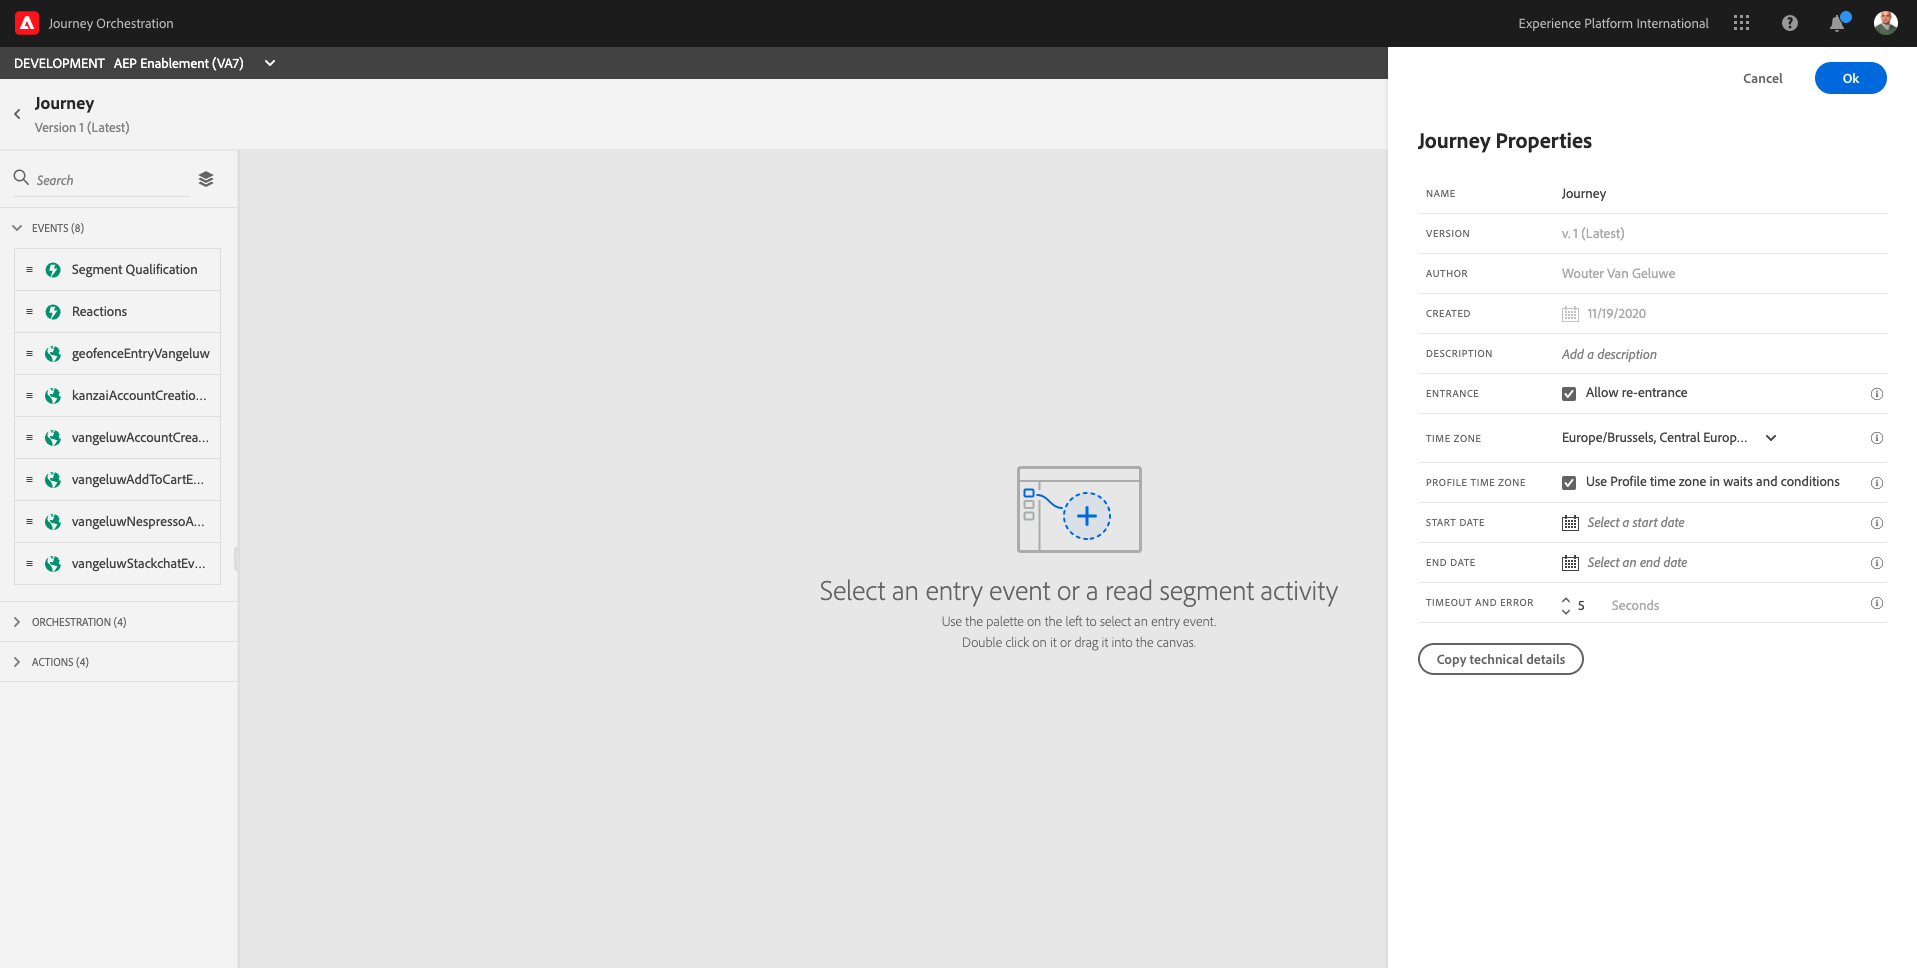 Journey Orchestration
Experience Platform International
DEVELOPMENT AEP Enablement (VA7)
Cancel
Ok
Journey
Version 1 (Latest)
Search
EVENTS (8)
Segment Qualification
Reactions
geofenceEntryVangeluw
kanzaiAccountCreatio...
vangeluwAccountCrea...
vangeluwAddToCartE...
vangeluwNespressoA...
vangeluwStackchatEv...
ORCHESTRATION (4)
ACTIONS (4)
Select an entry event or a read segment activity
Use the palette on the left to select an entry event.
Double click on it or drag it into the canvas.
Journey Properties
NAME Journey
VERSION v. 1 (Latest)
AUTHOR Wouter Van Geluwe
CREATED 11/19/2020
DESCRIPTION Add a description
ENTRANCE Allow re-entrance
TIME ZONE Europe/Brussels, Central Europ...
PROFILE TIME ZONE Use Profile time zone in waits and conditions
START DATE Select a start date
END DATE Select an end date
TIMEOUT AND ERROR 5 Seconds
Copy technical details